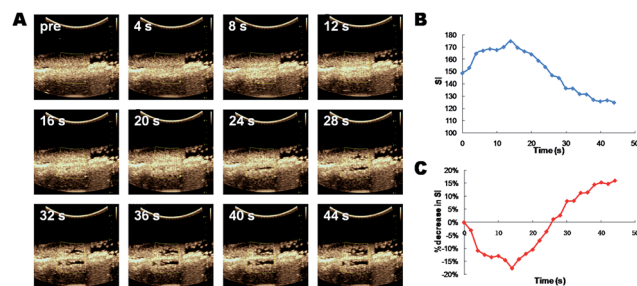 A
pre
4 s
8 s
12 s
16 s
20 s
24 s
28 s
32 s
36 s
40 s
44 s
B
180
170
160
150
140
130
120
110
100
SI
0
10
20
30
40
50
Time (s)
C
20%
15%
10%
5%
0%
-5%
-10%
-15%
-20%
% decrease in SI
0
10
20
30
40
50
Time (s)